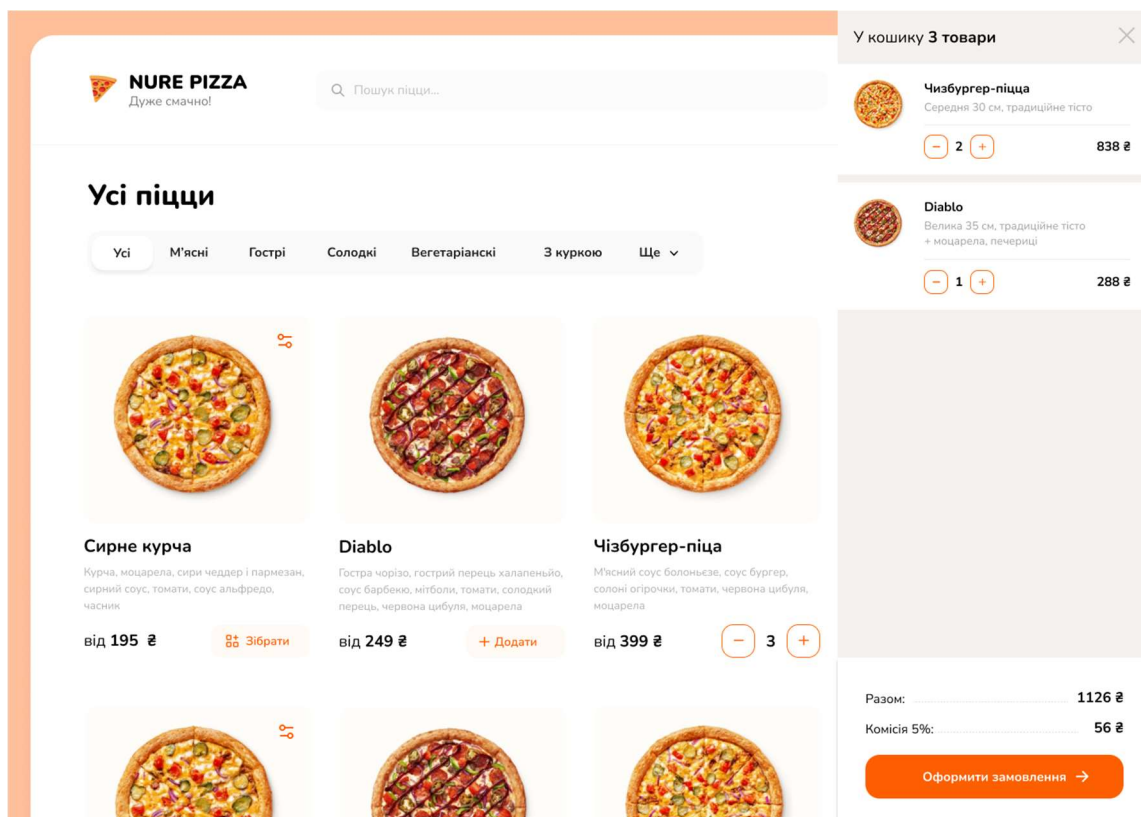 NURE PIZZA
Дуже смачно!
Пошук піцци...
Усі піцци
Усі М'ясні Гострі Солодкі Вегетаріанскі З куркою Ще
Сирне курча
Курча, моцарела, сири чеддер і пармезан,
сирний соус, томати, соус альфредо,
часник
від 195 ₴
Зібрати
Diablo
Гостра чорізо, гострий перець халапеньйо,
соус барбекю, мітболи, томати, солодкий
перець, червона цибуля, моцарела
від 249 ₴
+ Додати
Чізбургер-піца
М'ясний соус болоньєзе, соус бургер,
солоні огірочки, томати, червона цибуля,
моцарела
від 399 ₴
− 3 +
У кошику 3 товари
Чизбургер-піцца
Середня 30 см, традиційне тісто
− 2 + 838 ₴
Diablo
Велика 35 см, традиційне тісто
+ моцарела, печериці
− 1 + 288 ₴
Разом: 1126 ₴
Комісія 5%: 56 ₴
Оформити замовлення →